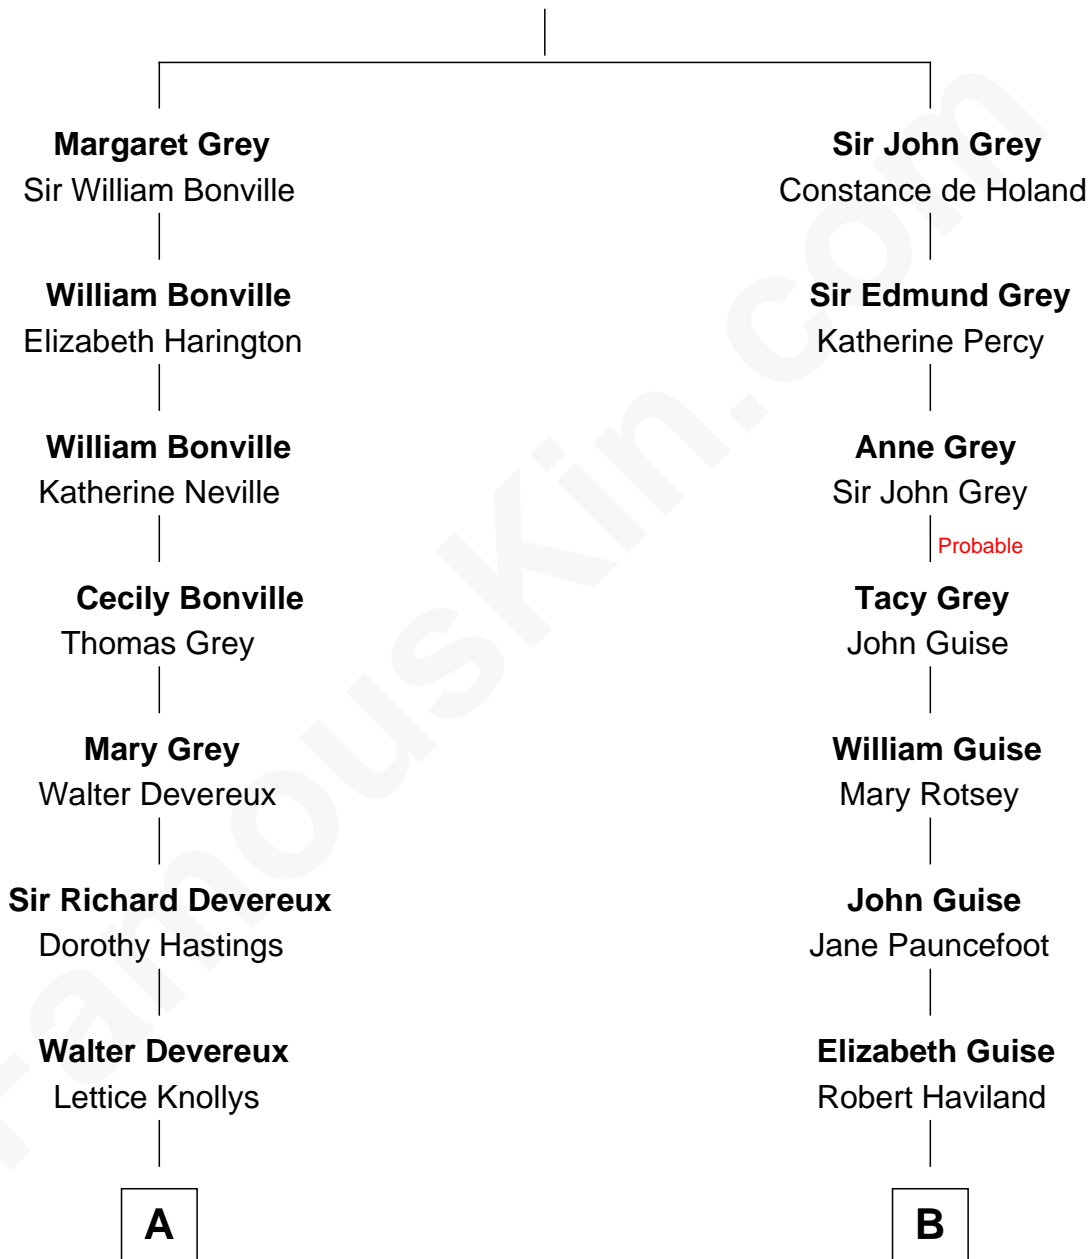 Margaret Grey
Sir William Bonville
William Bonville
Elizabeth Harington
William Bonville
Katherine Neville
Cecily Bonville
Thomas Grey
Mary Grey
Walter Devereux
Sir Richard Devereux
Dorothy Hastings
Walter Devereux
Lettice Knollys
A
Sir John Grey
Constance de Holand
Sir Edmund Grey
Katherine Percy
Anne Grey
Sir John Grey
Probable
Tacy Grey
John Guise
William Guise
Mary Rotsey
John Guise
Jane Pauncefoot
Elizabeth Guise
Robert Haviland
B
FamousKin.com